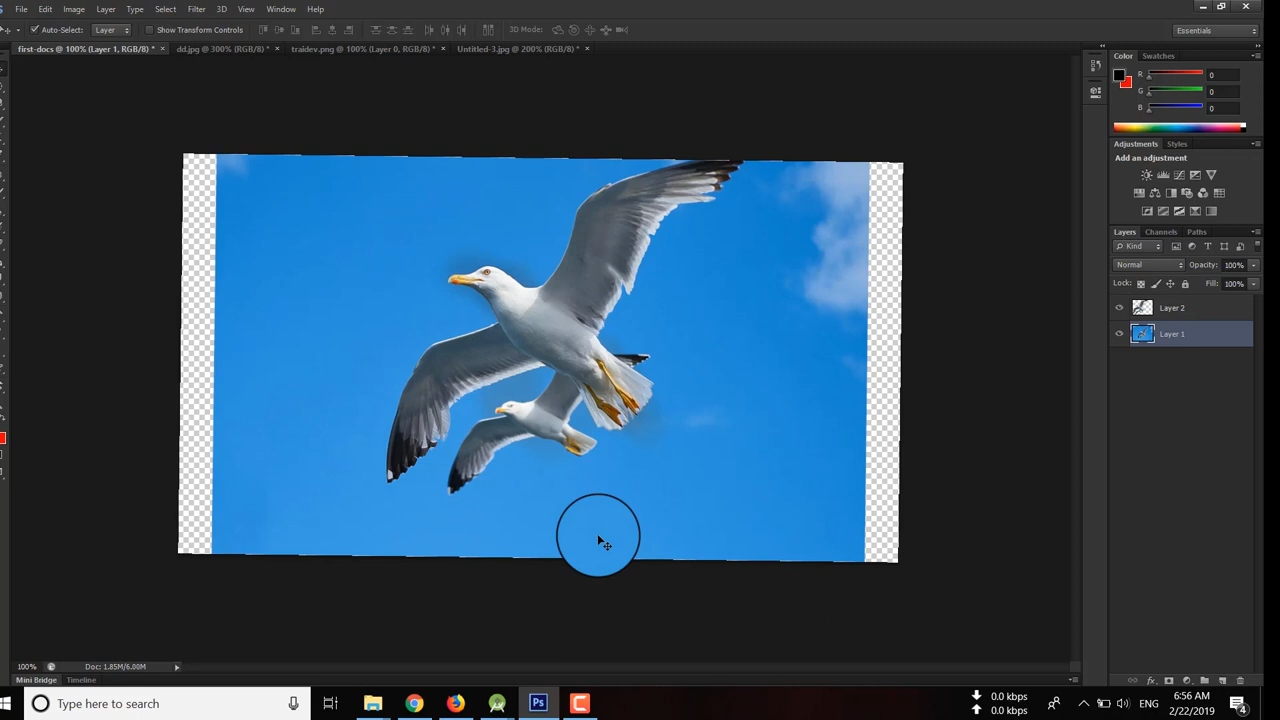 File Edit Image Layer Type Select Filter 3D View Window Help
Auto-Select: Layer Show Transform Controls 3D Mode: Essentials
first-docs @ 100% (Layer 1, RGB/8) * × dd.jpg @ 300% (RGB/8) * × traidev.png @ 100% (Layer 0, RGB/8) * × Untitled-3.jpg @ 200% (RGB/8) * ×
Color Swatches
R 0
G 0
B 0
Adjustments Styles
Add an adjustment
Layers Channels Paths
Kind
Normal Opacity: 100%
Lock: Fill: 100%
Layer 2
Layer 1
100% Doc: 1.85M/6.00M
Mini Bridge Timeline
Type here to search
Ps
0.0 kbps
0.0 kbps
ENG
6:56 AM
2/22/2019
4